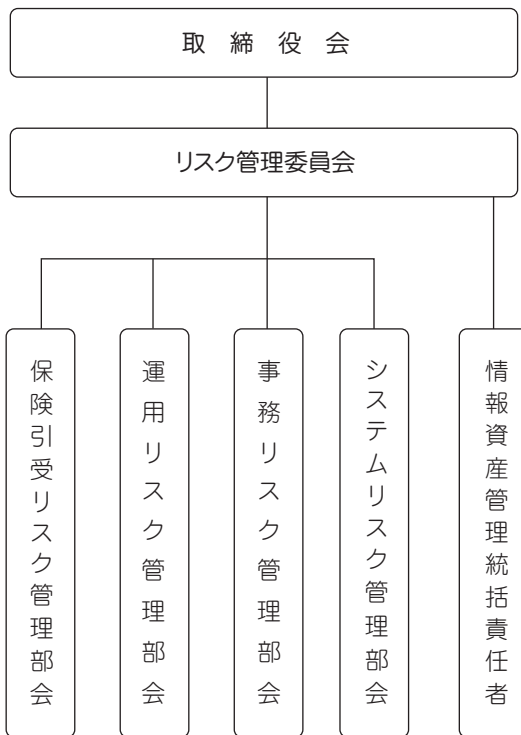 取締役会
リスク管理委員会
保険引受リスク管理部会
運用リスク管理部会
事務リスク管理部会
システムリスク管理部会
情報資産管理統括責任者